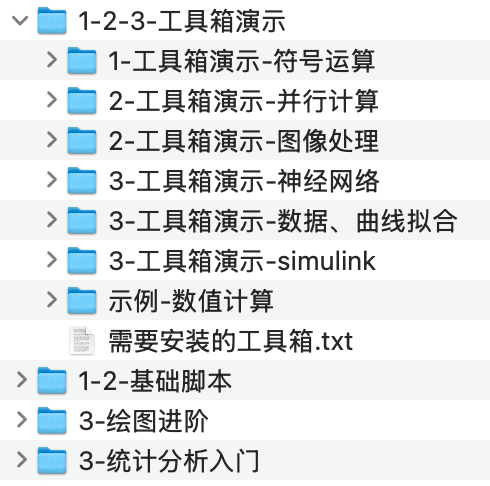 1-2-3-工具箱演示
1-工具箱演示-符号运算
2-工具箱演示-并行计算
2-工具箱演示-图像处理
3-工具箱演示-神经网络
3-工具箱演示-数据、曲线拟合
3-工具箱演示-simulink
示例-数值计算
需要安装的工具箱.txt
1-2-基础脚本
3-绘图进阶
3-统计分析入门